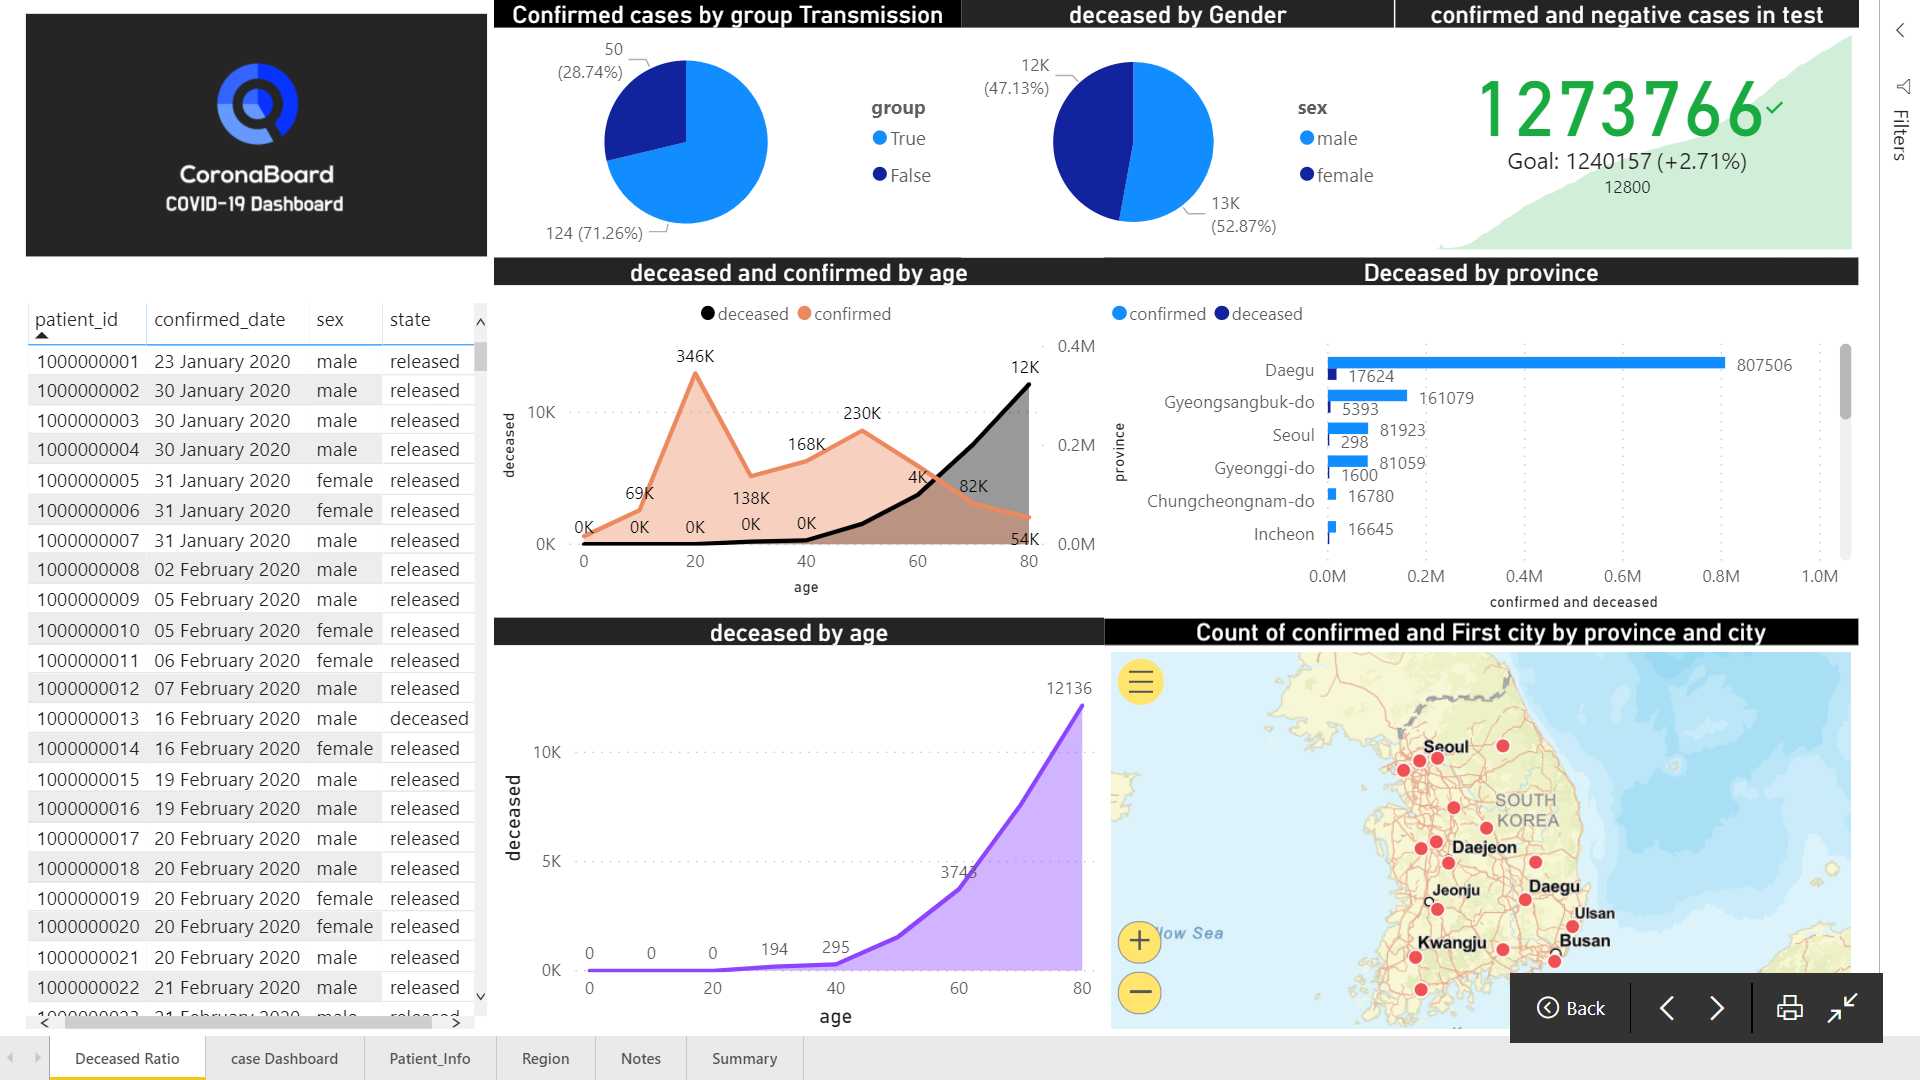 CoronaBoard
COVID-19 Dashboard
patient_id confirmed_date sex state
1000000001 23 January 2020 male released
1000000002 30 January 2020 male released
1000000003 30 January 2020 male released
1000000004 30 January 2020 male released
1000000005 31 January 2020 female released
1000000006 31 January 2020 female released
1000000007 31 January 2020 male released
1000000008 02 February 2020 male released
1000000009 05 February 2020 male released
1000000010 05 February 2020 female released
1000000011 06 February 2020 female released
1000000012 07 February 2020 male released
1000000013 16 February 2020 male deceased
1000000014 16 February 2020 female released
1000000015 19 February 2020 male released
1000000016 19 February 2020 male released
1000000017 20 February 2020 male released
1000000018 20 February 2020 male released
1000000019 20 February 2020 female released
1000000020 20 February 2020 female released
1000000021 20 February 2020 male released
1000000022 21 February 2020 male released
Confirmed cases by group Transmission
50
(28.74%)
124 (71.26%)
group
True
False
deceased by Gender
12K
(47.13%)
13K
(52.87%)
sex
male
female
confirmed and negative cases in test
1273766
Goal: 1240157 (+2.71%)
12800
Filters
deceased and confirmed by age
deceased confirmed
346K
12K
0.4M
10K
230K
168K
0.2M
4K
82K
69K
138K
0K 0K 0K 0K 0K
54K
0K
0.0M
0 20 40 60 80
age
deceased
Deceased by province
confirmed deceased
province
Daegu 807506
17624
Gyeongsangbuk-do 161079
5393
Seoul 81923
298
Gyeonggi-do 81059
1600
Chungcheongnam-do 16780
Incheon 16645
0.0M 0.2M 0.4M 0.6M 0.8M 1.0M
confirmed and deceased
deceased by age
deceased
12136
10K
5K
3743
0 0 0 194 295
0K
0 20 40 60 80
age
Count of confirmed and First city by province and city
Seoul
SOUTH
KOREA
Daejeon
Jeonju
Daegu
Ulsan
Kwangju
Busan
llow Sea
Back
Deceased Ratio case Dashboard Patient_Info Region Notes Summary